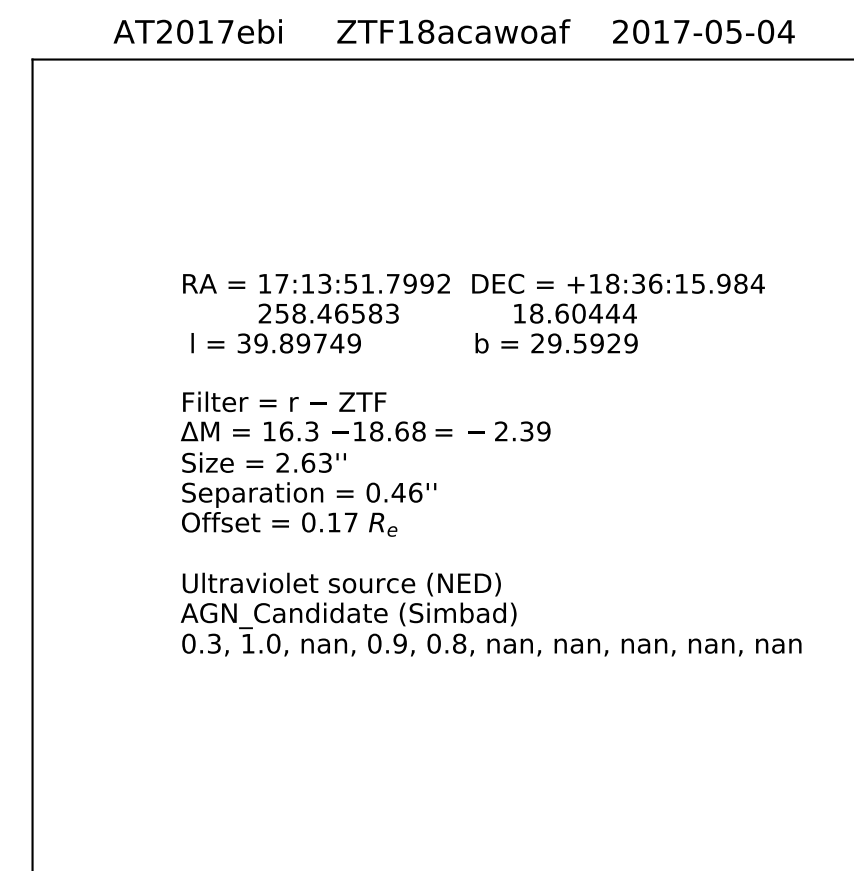 AT2017ebi ZTF18acawoaf 2017-05-04
RA = 17:13:51.7992 DEC = +18:36:15.984
258.46583 18.60444
l = 39.89749 b = 29.5929
Filter = r − ZTF
ΔM = 16.3 −18.68 = − 2.39
Size = 2.63''
Separation = 0.46''
Offset = 0.17 Re
Ultraviolet source (NED)
AGN_Candidate (Simbad)
0.3, 1.0, nan, 0.9, 0.8, nan, nan, nan, nan, nan